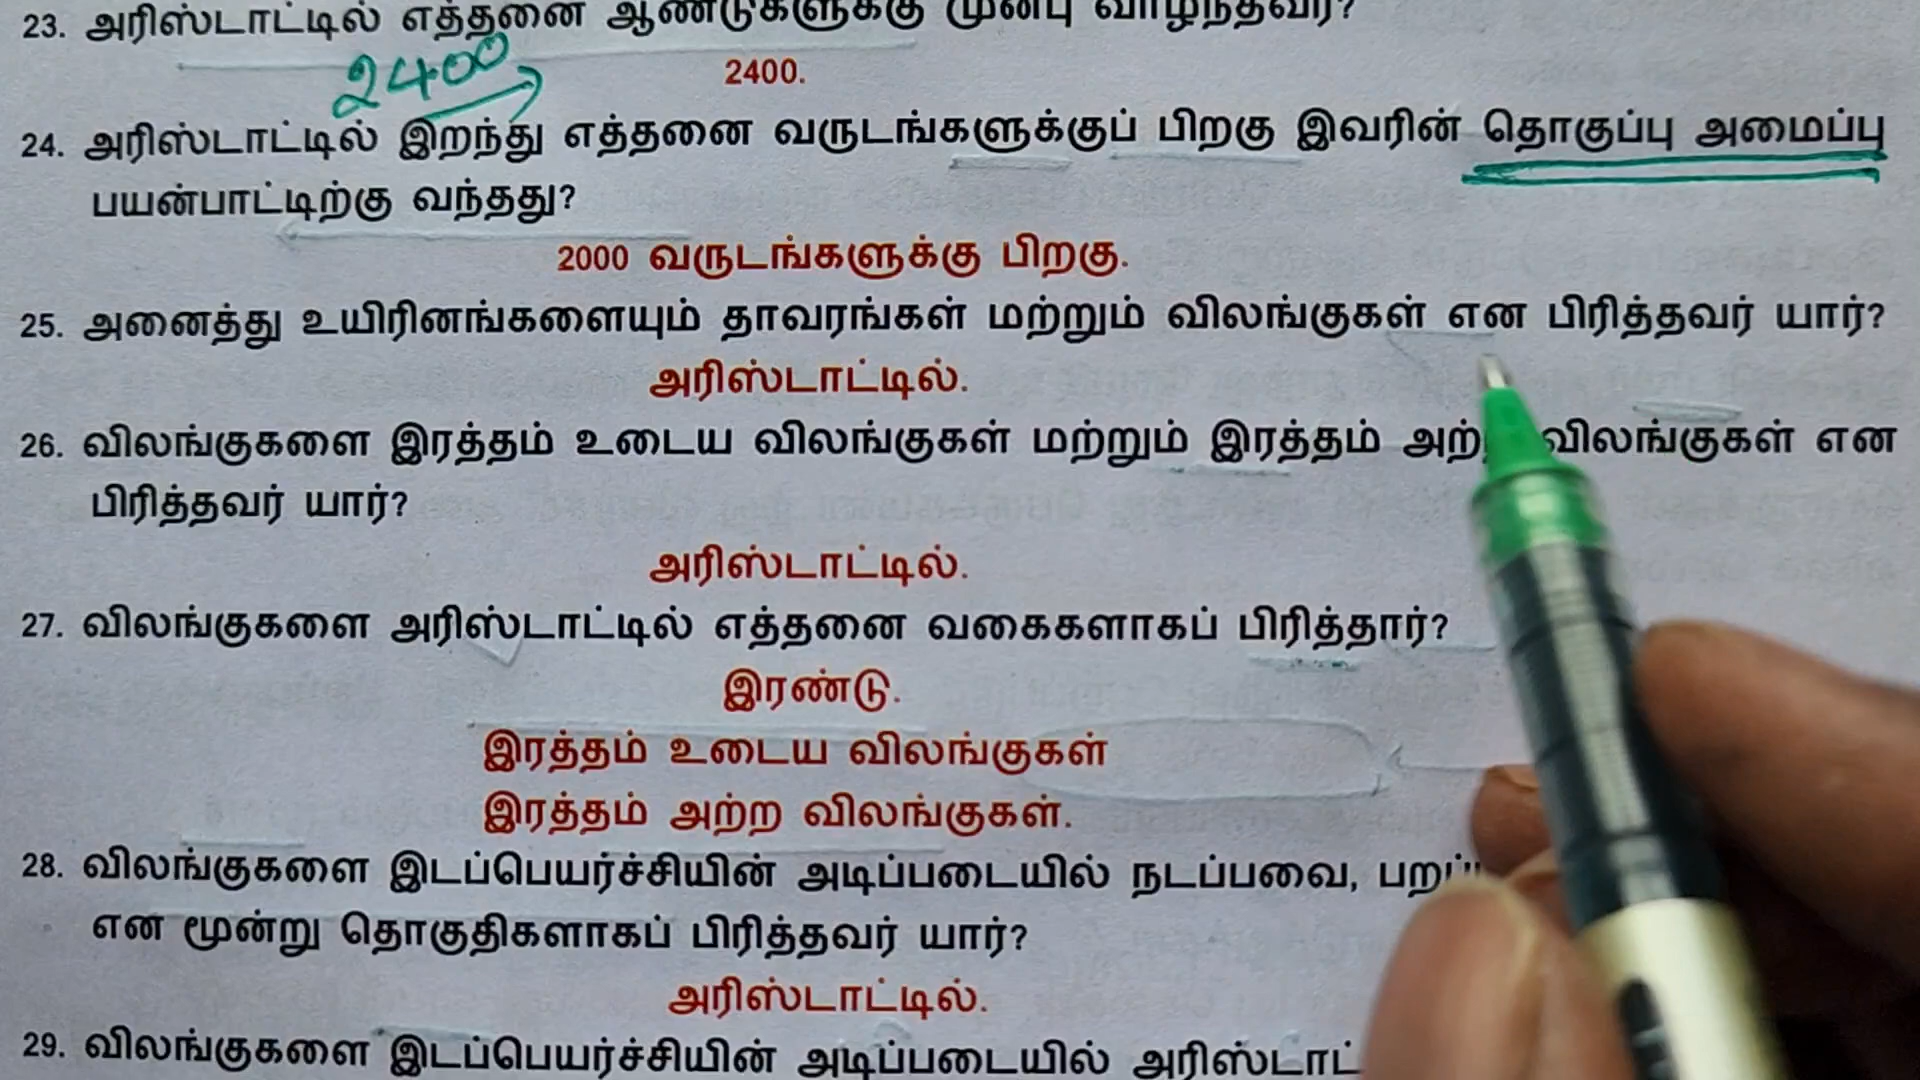 23. அரிஸ்டாட்டில் எத்தனை ஆண்டுகளுக்கு முன்பு வாழ்ந்தவர்?
2400
2400.
24. அரிஸ்டாட்டில் இறந்து எத்தனை வருடங்களுக்குப் பிறகு இவரின் தொகுப்பு அமைப்பு
பயன்பாட்டிற்கு வந்தது?
2000 வருடங்களுக்கு பிறகு.
25. அனைத்து உயிரினங்களையும் தாவரங்கள் மற்றும் விலங்குகள் என பிரித்தவர் யார்?
அரிஸ்டாட்டில்.
26. விலங்குகளை இரத்தம் உடைய விலங்குகள் மற்றும் இரத்தம் விலங்குகள் என
பிரித்தவர் யார்?
அரிஸ்டாட்டில்.
27. விலங்குகளை அரிஸ்டாட்டில் எத்தனை வகைகளாகப் பிரித்தார்?
இரண்டு.
இரத்தம் உடைய விலங்குகள்
இரத்தம் அற்ற விலங்குகள்.
28. விலங்குகளை இடப்பெயர்ச்சியின் அடிப்படையில் நடப்பவை,
என மூன்று தொகுதிகளாகப் பிரித்தவர் யார்?
அரிஸ்டாட்டில்.
29. விலங்குகளை இடப்பெயர்ச்சியின் அடிப்படையில்